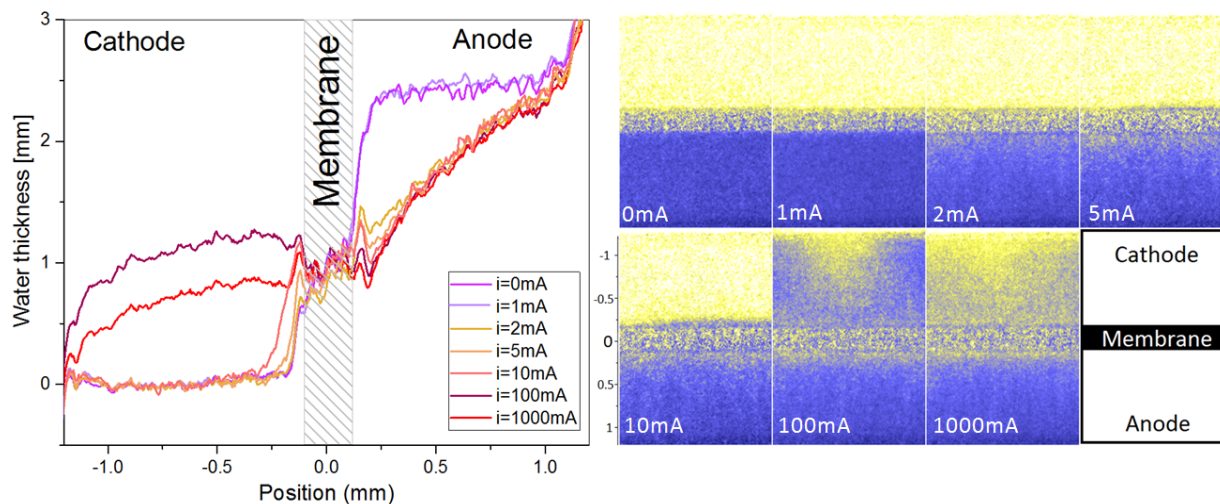 3
2
1
0
Water thickness [mm]
Cathode
Membrane
Anode
i=0mA
i=1mA
i=2mA
i=5mA
i=10mA
i=100mA
i=1000mA
-1.0
-0.5
0.0
0.5
1.0
Position (mm)
0mA
1mA
2mA
5mA
-1
-0.5
0
0.5
1
10mA
100mA
1000mA
Cathode
Membrane
Anode